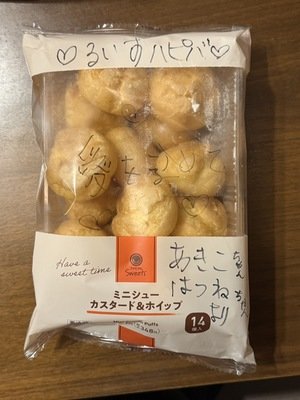 ♡るいすハピバ♡
愛をこめて
Have a
sweet time
Sweets
ミニシュー
カスタード&ホイップ
あきこちゃん
はつねちゃん
より
14
個入